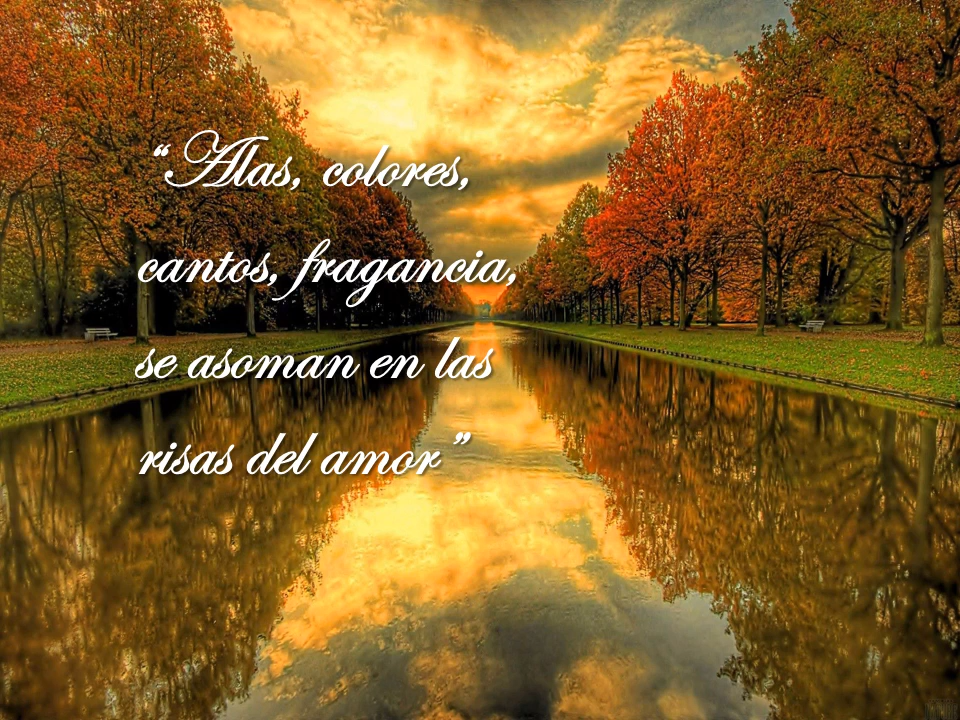 “Alas, colores,
cantos, fragancia,
se asoman en las
risas del amor”